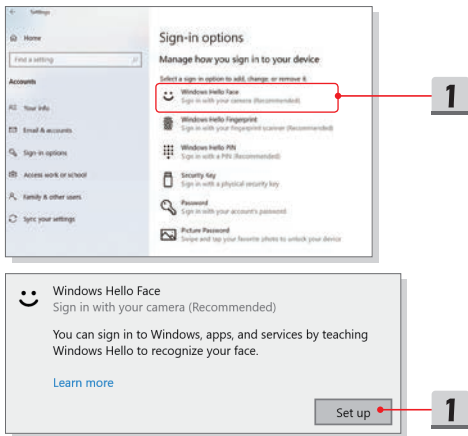 Settings
Home
Sign-in options
Find a setting
Manage how you sign in to your device
Accounts
Select a sign in option to add, change, or remove it.
Windows Hello Face
Sign in with your camera (Recommended)
1
Your info
Windows Hello Fingerprint
Sign in with your fingerprint scanner (Recommended)
Email & accounts
Sign-in options
Windows Hello PIN
Sign in with a PIN (Recommended)
Access work or school
Security Key
Sign in with a physical security key
Family & other users
Password
Sign in with your account's password
Sync your settings
Picture Password
Swipe and tap your favorite photo to unlock your device
Windows Hello Face
Sign in with your camera (Recommended)
You can sign in to Windows, apps, and services by teaching
Windows Hello to recognize your face.
Learn more
Set up
1